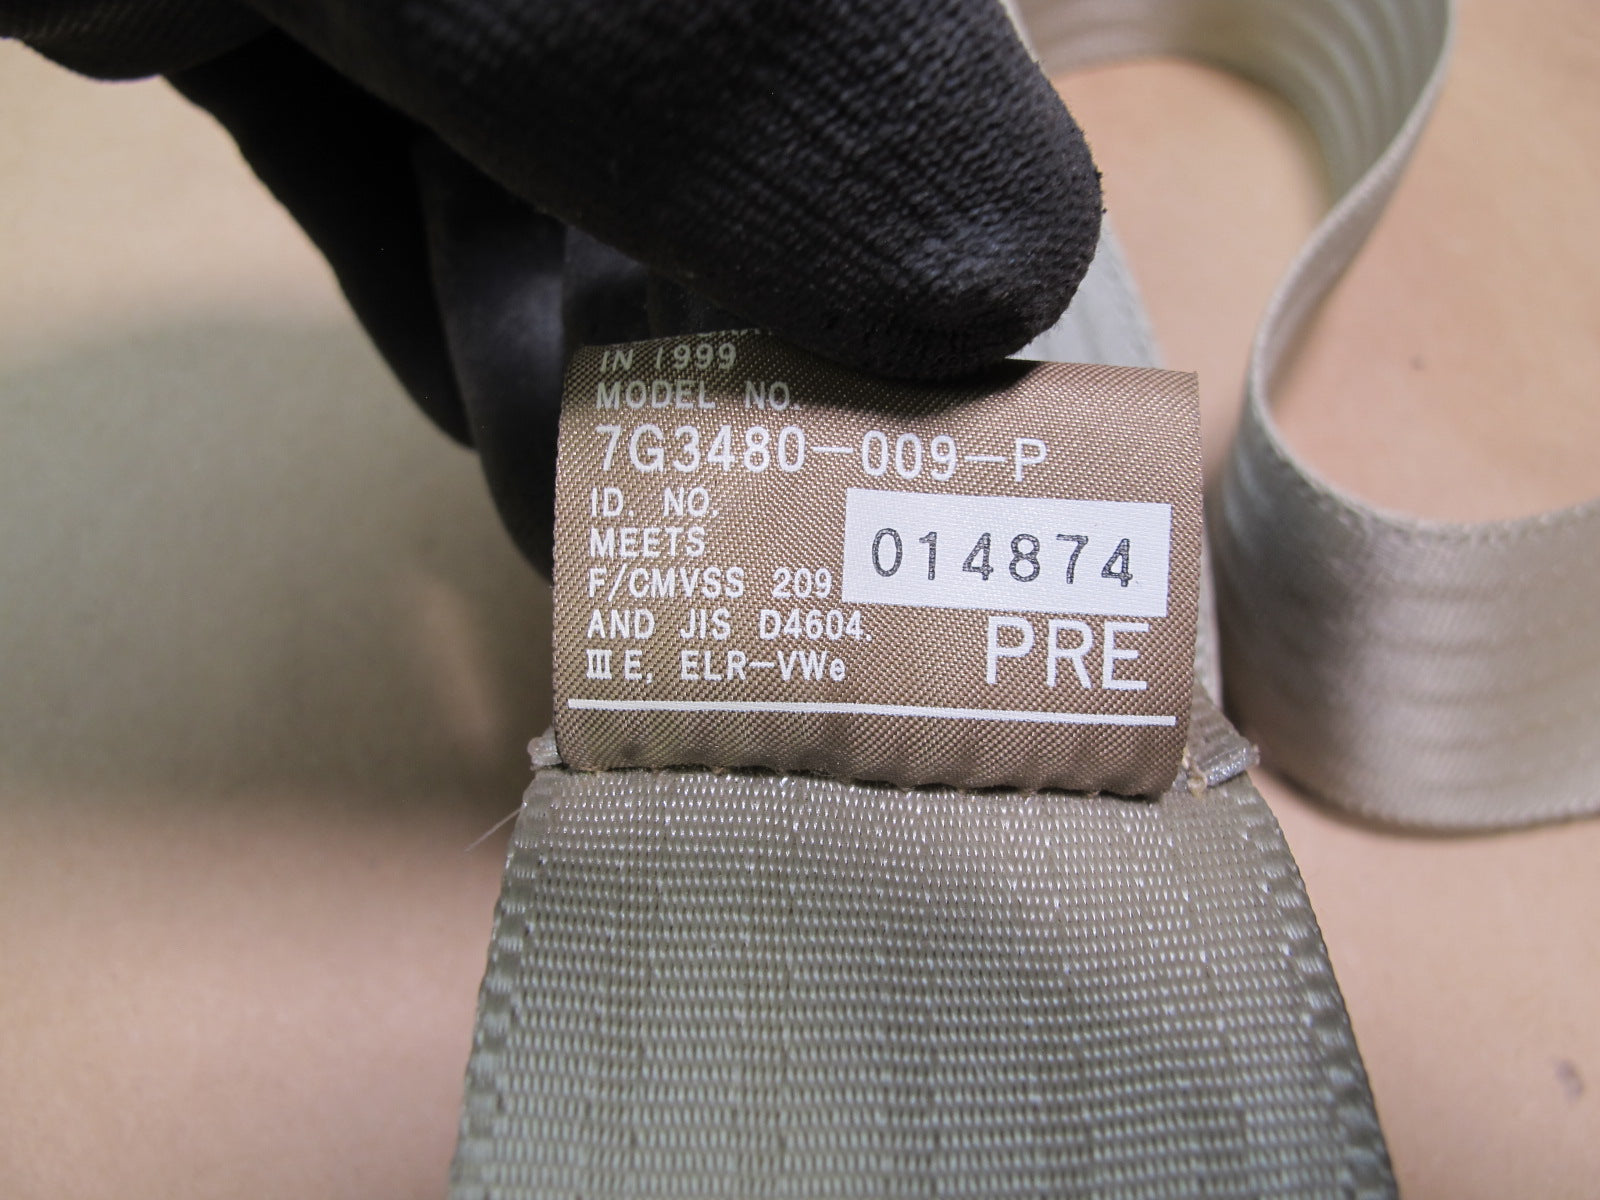 IN 1999
MODEL NO.
7G3480-009-P
ID. NO.
014874
MEETS
F/CMVSS 209
AND JIS D4604.
III E, ELR-VWe
PRE